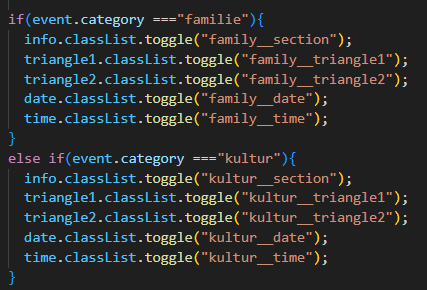 if(event.category ==="familie"){
info.classList.toggle("family__section");
triangle1.classList.toggle("family__triangle1");
triangle2.classList.toggle("family__triangle2");
date.classList.toggle("family__date");
time.classList.toggle("family__time");
}
else if(event.category ==="kultur"){
info.classList.toggle("kultur__section");
triangle1.classList.toggle("kultur__triangle1");
triangle2.classList.toggle("kultur__triangle2");
date.classList.toggle("kultur__date");
time.classList.toggle("kultur__time");
}